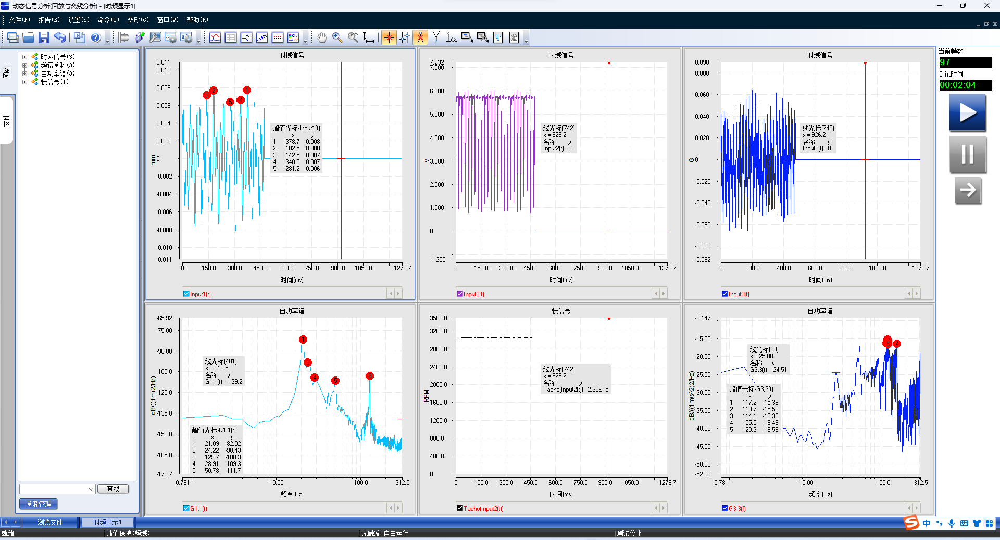 动态信号分析(回放与离线分析) - [时频显示1]
文件(F) 报告(R) 设置(S) 命令(C) 图形(G) 窗口(W) 帮助(H)
函数
文件
时域信号(3)
频谱函数(3)
自功率谱(3)
慢信号(1)
查找
函数管理
时域信号
0.011
0.010
0.008
0.006
0.004
0.002
0
-0.002
-0.004
-0.006
-0.008
-0.010
-0.011
mm
3 2 5 4 1
峰值光标-Input1(t)
x y
1 378.7 0.008
2 182.5 0.008
3 142.5 0.007
4 340.0 0.007
5 281.2 0.006
0 150.0 300.0 450.0 600.0 750.0 900.0 1050.0 1278.7
时间(ms)
Input1(t)
时域信号
7.232
7.000
6.000
5.000
4.000
3.000
2.000
1.000
0
-1.205
V
线光标(742)
x = 926.2
名称 y
Input2(t) 0
0 150.0 300.0 450.0 600.0 750.0 900.0 1050.0 1278.7
时间(ms)
Input2(t)
时域信号
0.090
0.080
0.060
0.040
0.020
0
-0.020
-0.040
-0.060
-0.080
-0.092
G
线光标(742)
x = 926.2
名称 y
Input3(t) 0
0 200.0 400.0 600.0 800.0 1000.0 1278.7
时间(ms)
Input3(t)
当前帧数
97
测试时间
00:02:04
自功率谱
-65.92
-75.00
-90.00
-105.0
-120.0
-135.0
-150.0
-165.0
-178.7
dB/((1m)2/Hz)
1 2 4 5 3
线光标(401)
x = 312.5
名称 y
G1,1(f) -139.2
峰值光标-G1,1(f)
x y
1 21.09 -82.02
2 24.22 -98.43
3 129.7 -108.3
4 28.91 -109.3
5 50.78 -111.7
0.781 10.00 100.0 312.5
频率(Hz)
G1,1(f)
慢信号
3500.0
3200.0
2800.0
2400.0
2000.0
1600.0
1200.0
800.0
400.0
0
RPM
线光标(742)
x = 926.2
名称 y
Tacho(Input2(t)) 2.30E+5
0 150.0 300.0 450.0 600.0 750.0 900.0 1050.0 1278.7
时间(ms)
Tacho(Input2(t))
自功率谱
-9.147
-15.00
-20.00
-25.00
-30.00
-35.00
-40.00
-45.00
-50.00
-52.63
dB/((1m/s^2)2/Hz)
4
线光标(33)
x = 25.00
名称 y
G3,3(f) -24.51
峰值光标-G3,3(f)
x y
1 117.2 -15.36
2 118.7 -15.53
3 114.1 -16.38
4 155.5 -16.46
5 120.3 -16.59
0.781 10.00 100.0 312.5
频率(Hz)
G3,3(f)
浏览文件 时频显示1
中
就绪 峰值保持(频域) 无触发 自由运行 测试停止